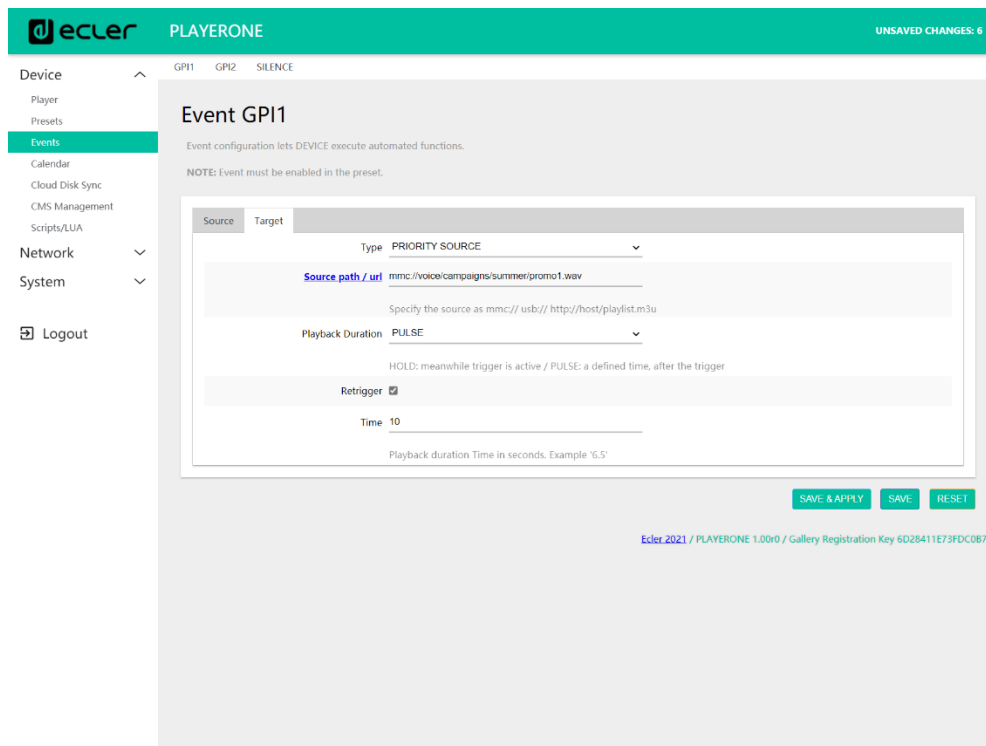 ecler
PLAYERONE
UNSAVED CHANGES: 6
Device
Player
Presets
Events
Calendar
Cloud Disk Sync
CMS Management
Scripts/LUA
Network
System
Logout
GPI1 GPI2 SILENCE
Event GPI1
Event configuration lets DEVICE execute automated functions.
NOTE: Event must be enabled in the preset.
Source Target
Type PRIORITY SOURCE
Source path / url mmc://voice/campaigns/summer/promo1.wav
Specify the source as mmc:// usb:// http://host/playlist.m3u
Playback Duration PULSE
HOLD: meanwhile trigger is active / PULSE: a defined time, after the trigger
Retrigger
Time 10
Playback duration Time in seconds. Example '6.5'
SAVE & APPLY SAVE RESET
Ecler 2021 / PLAYERONE 1.00r0 / Gallery Registration Key 6D28411E73FDC0B7